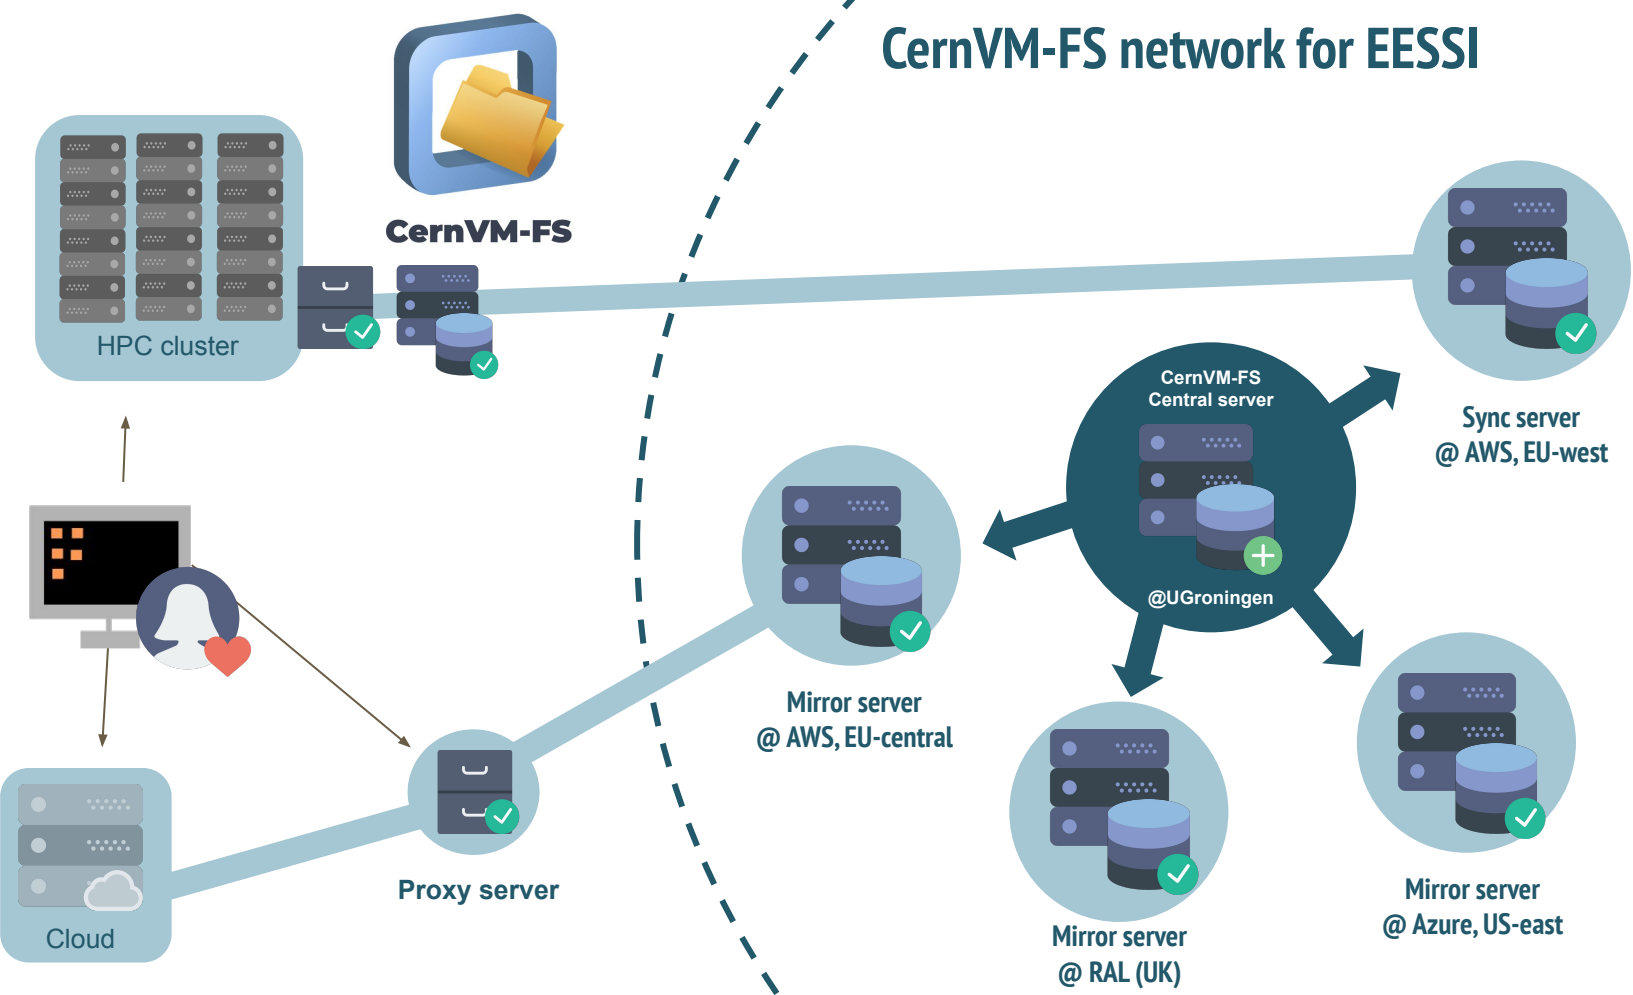 CernVM-FS network for EESSI
CernVM-FS
HPC cluster
CernVM-FS
Central server
@UGroningen
Sync server
@ AWS, EU-west
Mirror server
@ AWS, EU-central
Proxy server
Cloud
Mirror server
@ RAL (UK)
Mirror server
@ Azure, US-east